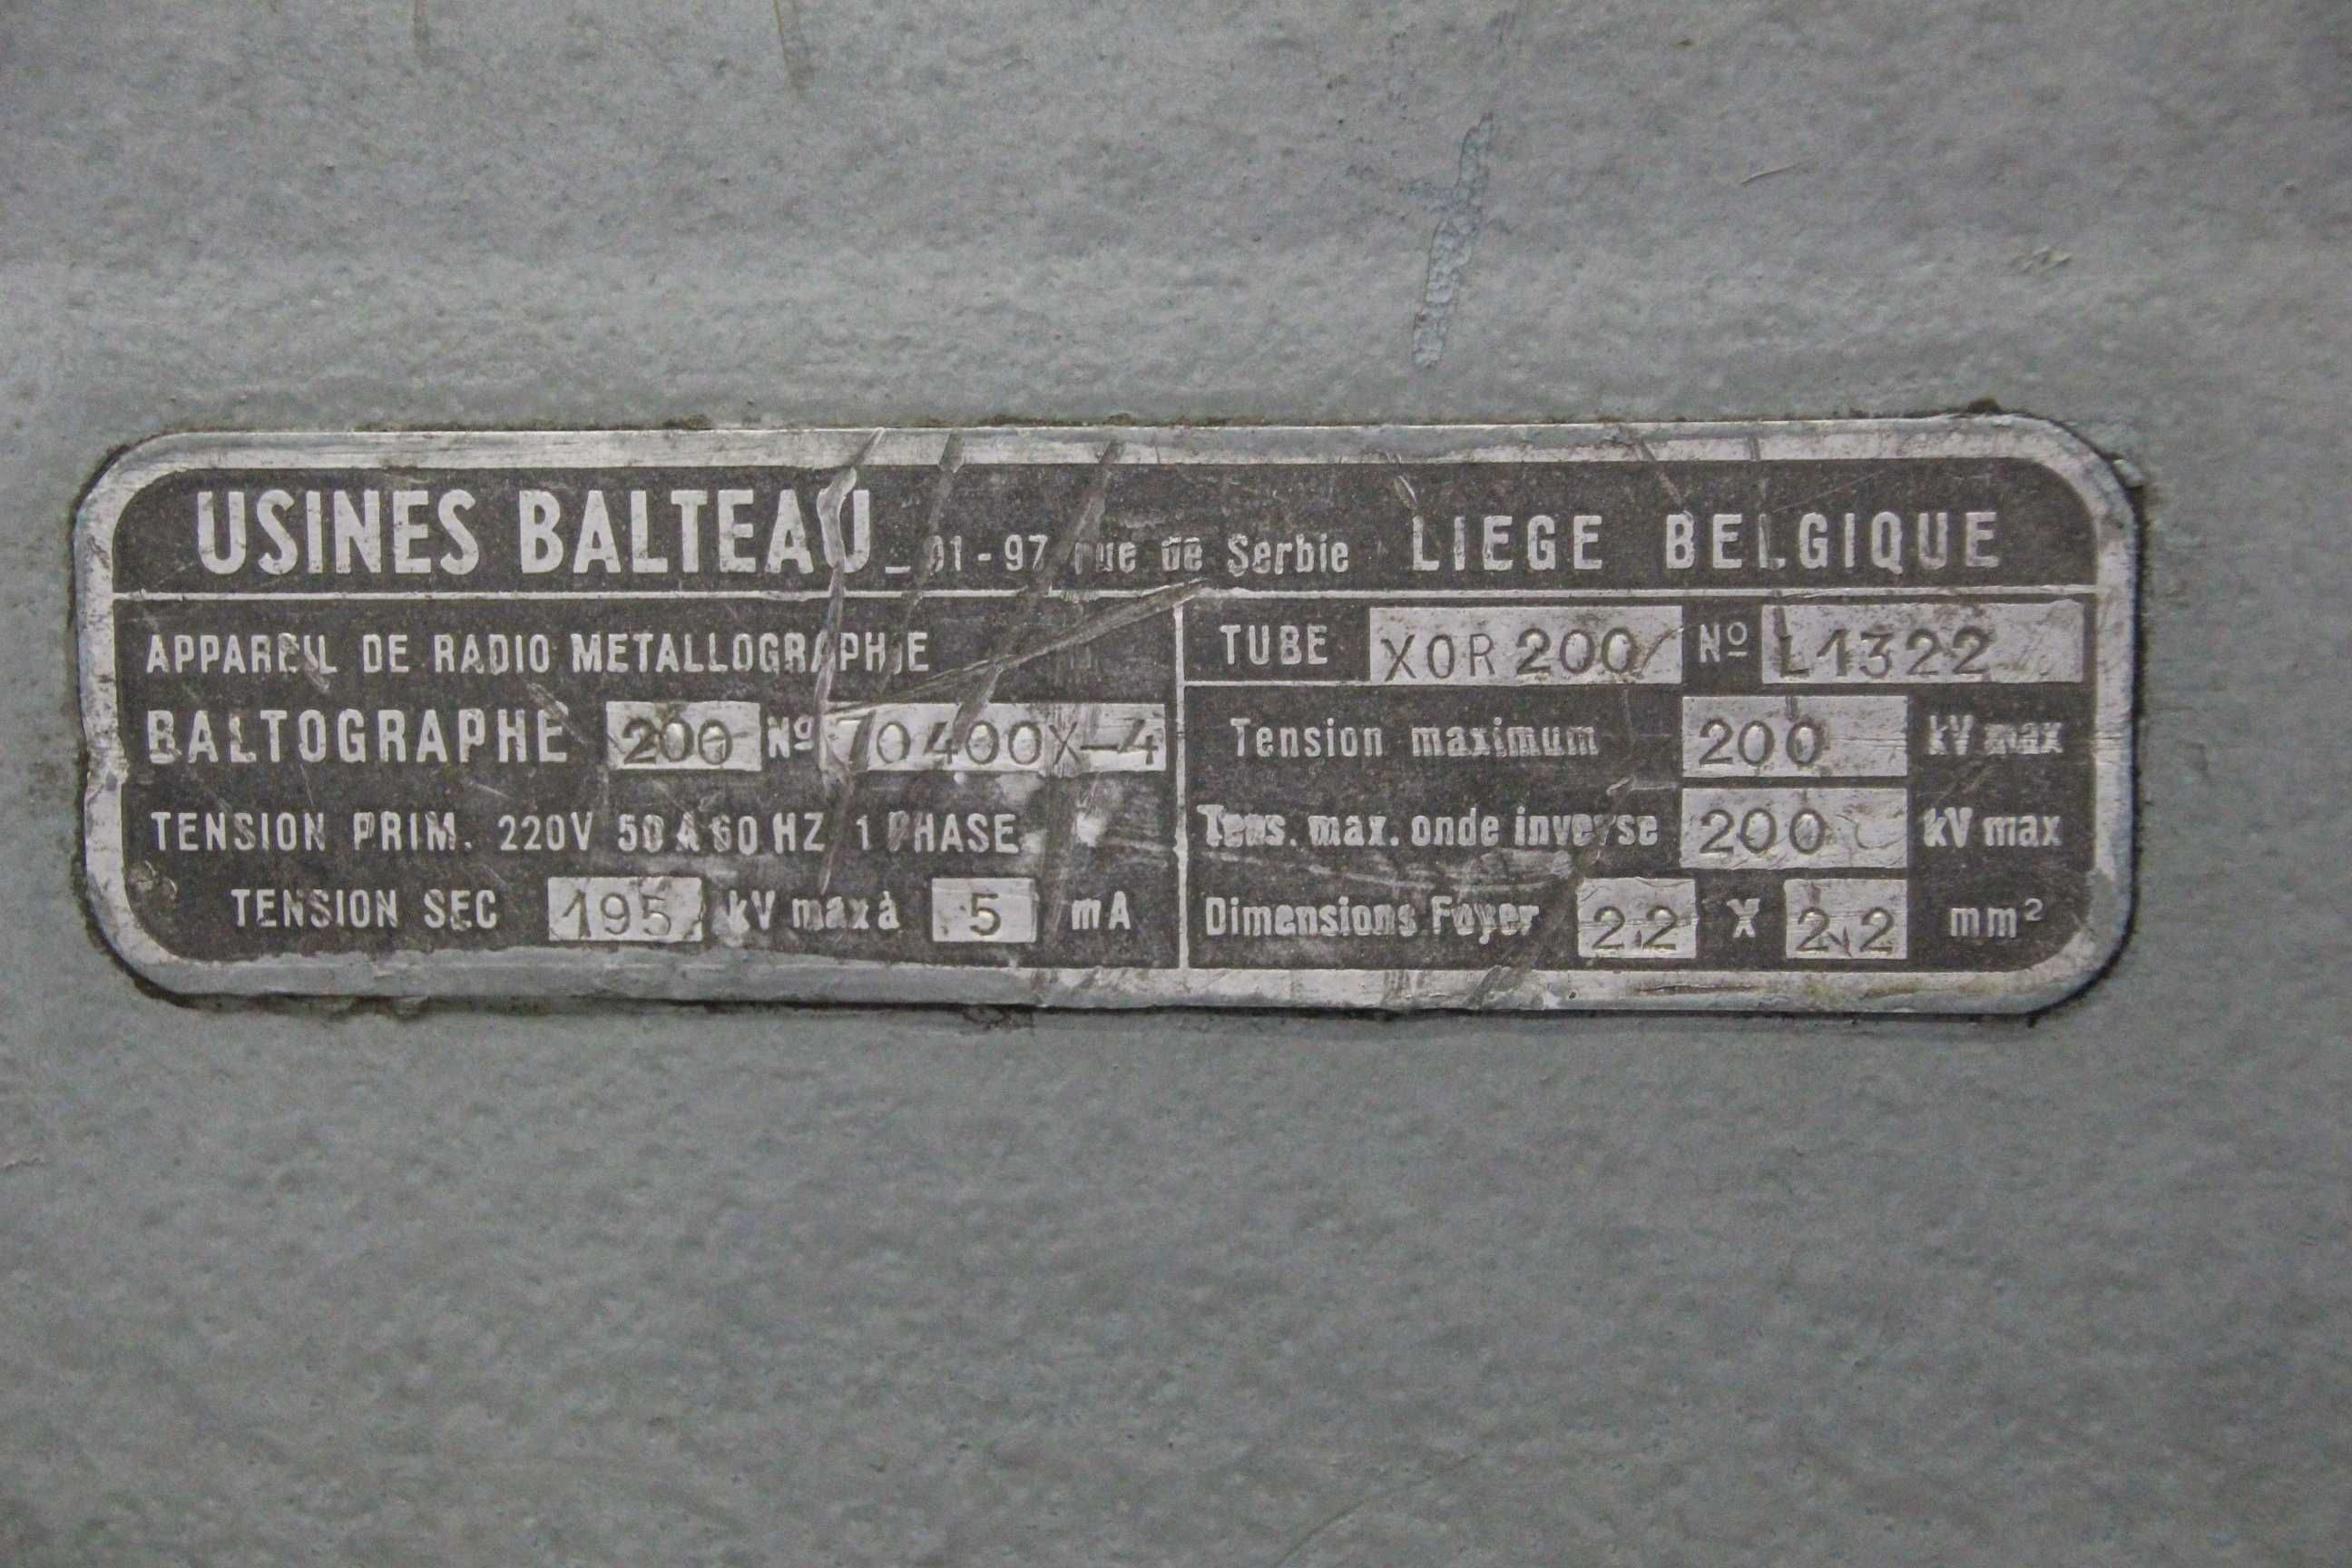 USINES BALTEAU _ 91-97 rue de Serbie LIEGE BELGIQUE
APPAREIL DE RADIO METALLOGRAPHIE
BALTOGRAPHE 200 Nº 70400X-4
TENSION PRIM. 220V 50 A 60 HZ 1 PHASE
TENSION SEC 195 kV max à 5 mA
TUBE XOR 200 Nº L1322
Tension maximum 200 kV max
Tens. max. onde inverse 200 kV max
Dimensions Foyer 2.2 X 2.2 mm²